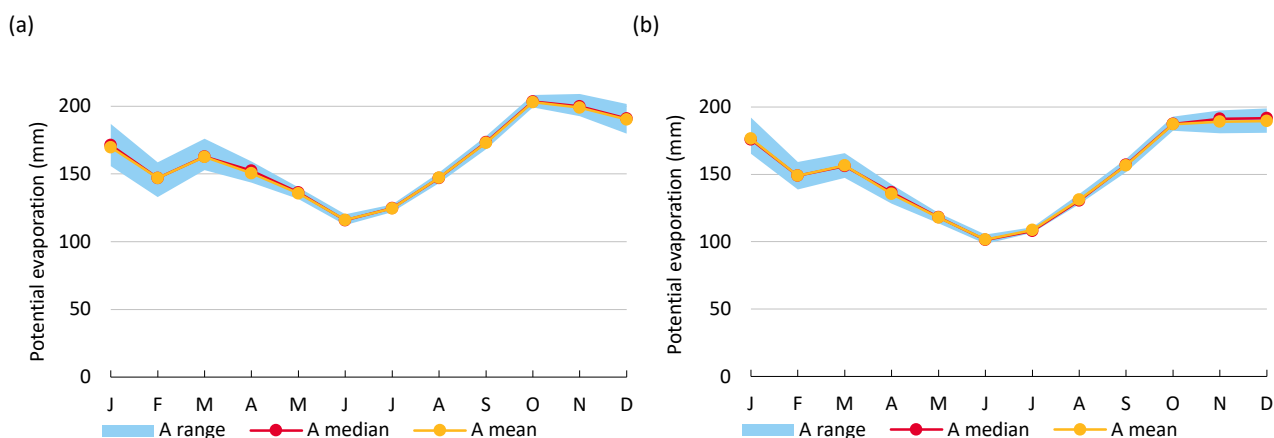 (a)
Potential evaporation (mm)
200
150
100
50
0
J F M A M J J A S O N D
A range A median A mean
(b)
Potential evaporation (mm)
200
150
100
50
0
J F M A M J J A S O N D
A range A median A mean